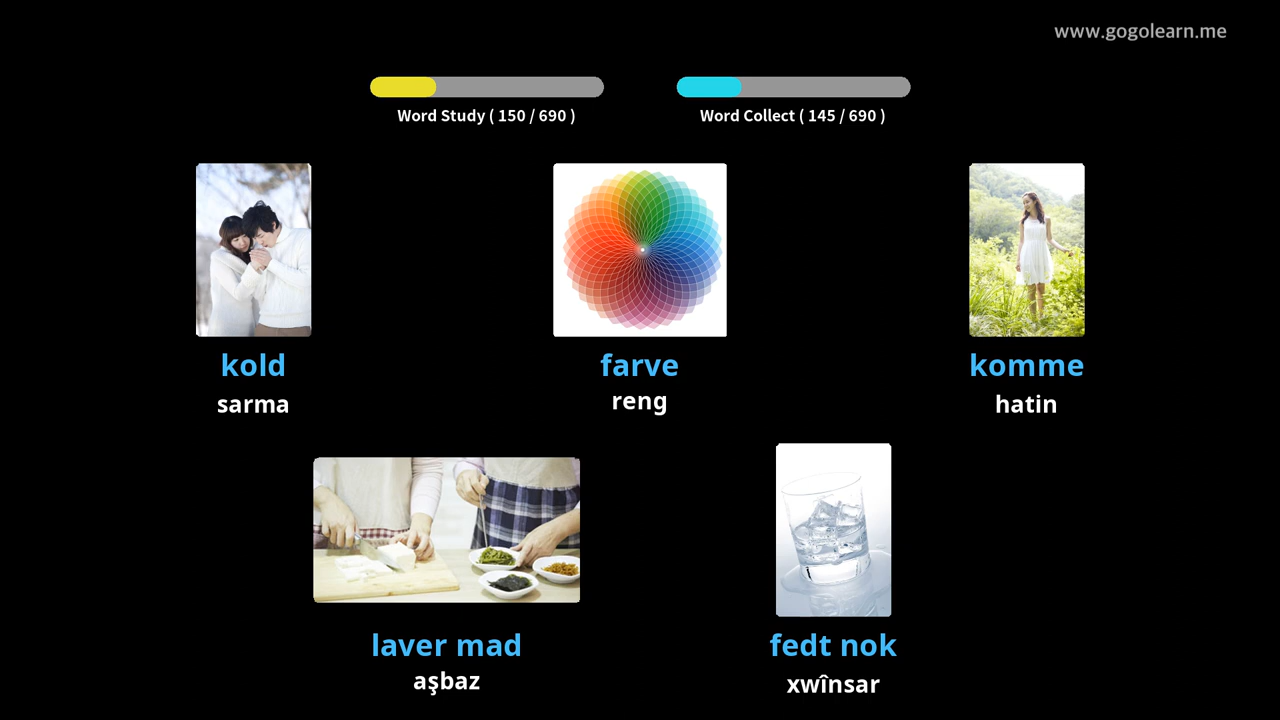 www.gogolearn.me
Word Study ( 150 / 690 )
Word Collect ( 145 / 690 )
kold
sarma
farve
reng
komme
hatin
laver mad
aşbaz
fedt nok
xwînsar